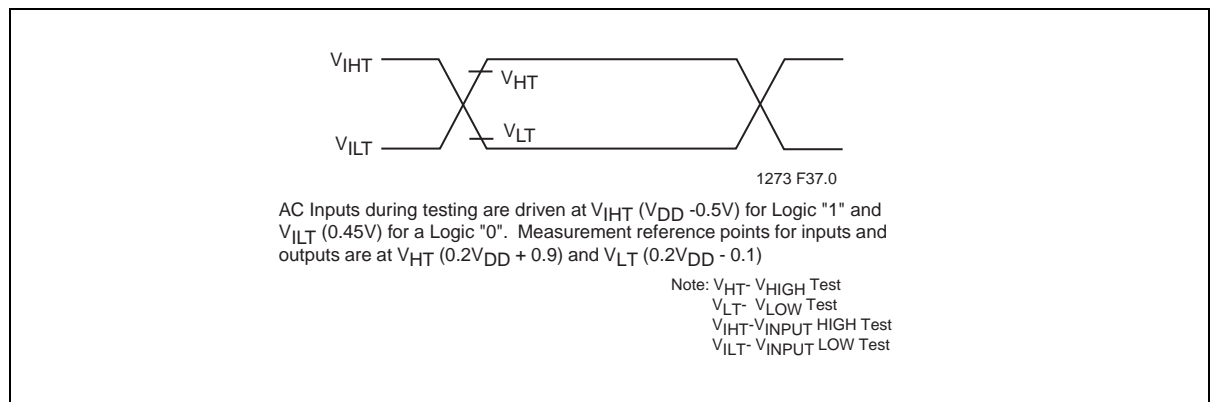 VIHT
VHT
VLT
VILT
1273 F37.0
AC Inputs during testing are driven at VIHT (VDD -0.5V) for Logic "1" and
VILT (0.45V) for a Logic "0". Measurement reference points for inputs and
outputs are at VHT (0.2VDD + 0.9) and VLT (0.2VDD - 0.1)
Note: VHT- VHIGH Test
VLT- VLOW Test
VIHT-VINPUT HIGH Test
VILT- VINPUT LOW Test